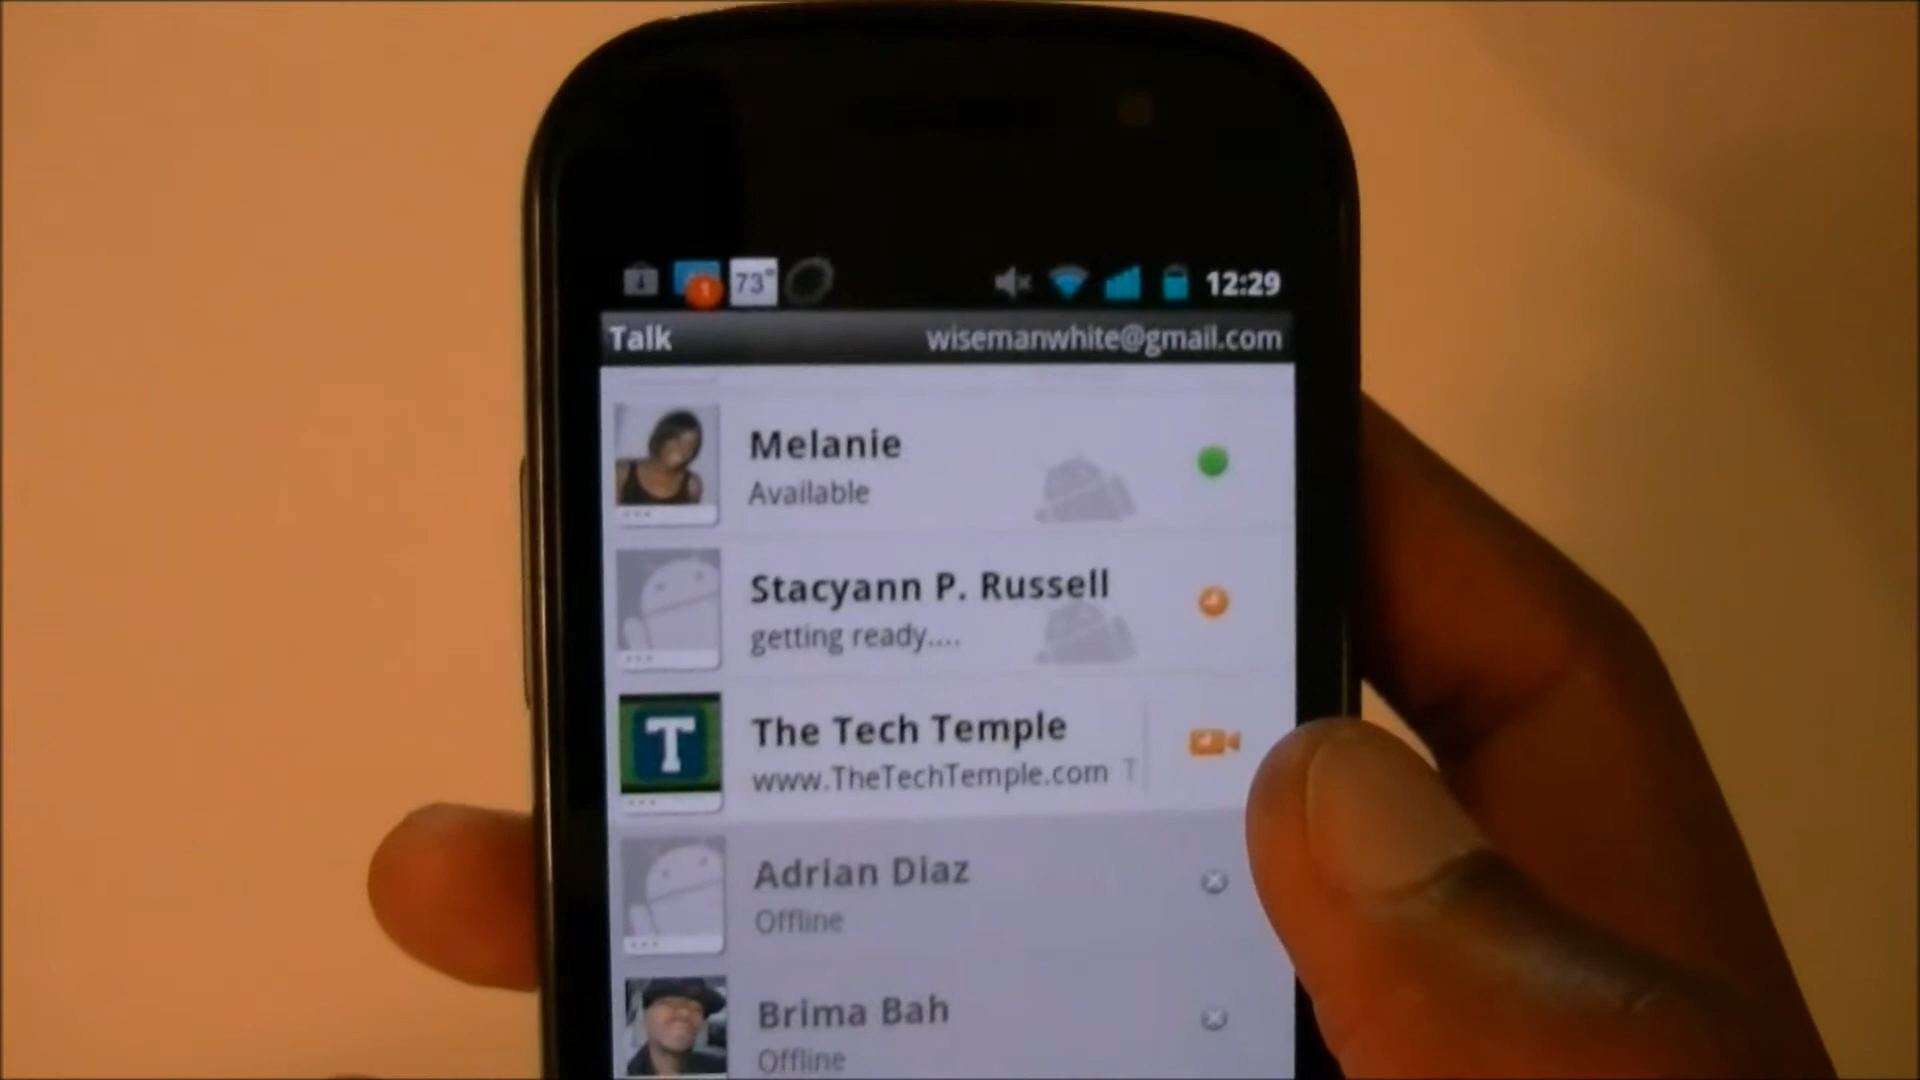 1 73° 12:29
Talk wisemanwhite@gmail.com
Melanie
Available
Stacyann P. Russell
getting ready....
T The Tech Temple
www.TheTechTemple.com T
Adrian Diaz
Offline
Brima Bah
Offline